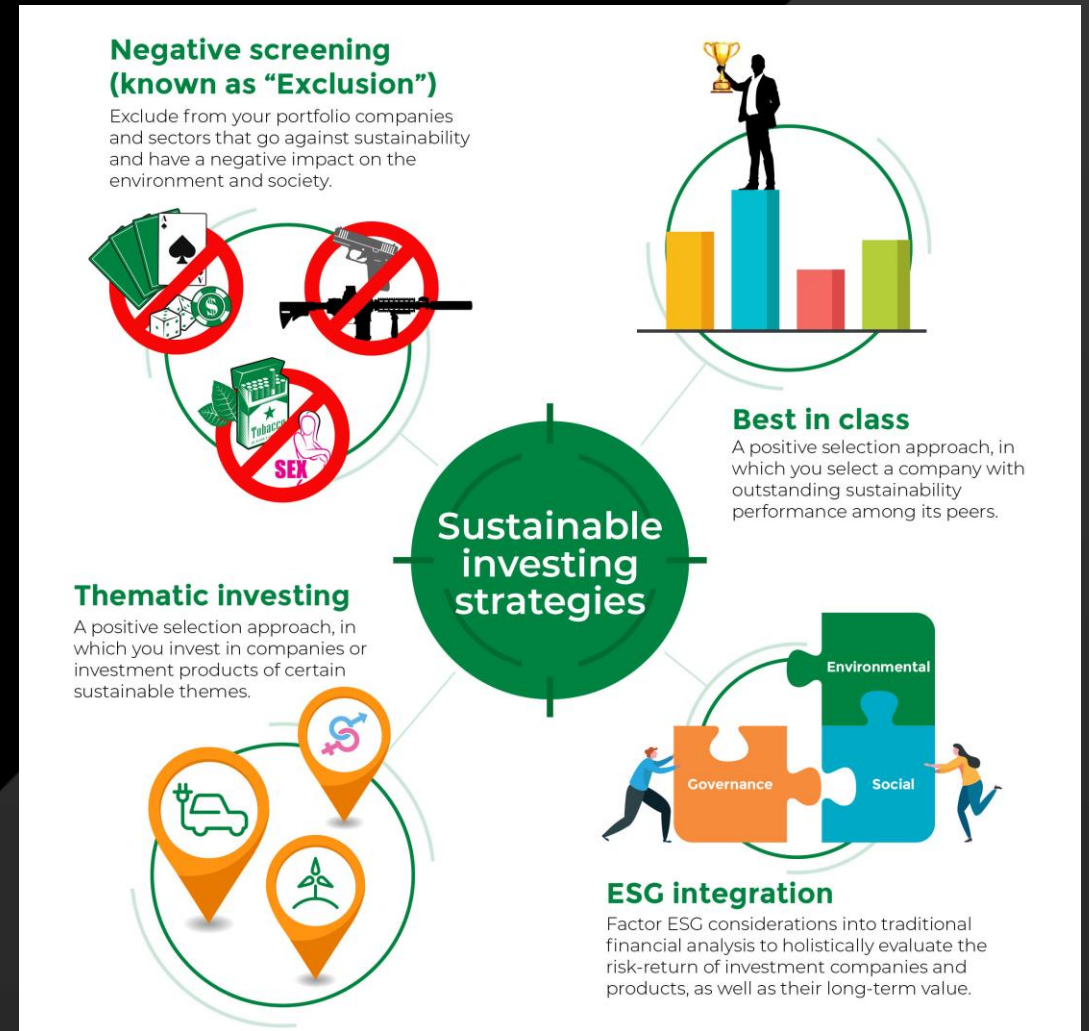 Negative screening
(known as “Exclusion”)
Exclude from your portfolio companies
and sectors that go against sustainability
and have a negative impact on the
environment and society.
A
A
$
Tobacco
SEX
Best in class
A positive selection approach, in
which you select a company with
outstanding sustainability
performance among its peers.
Sustainable
investing
strategies
Thematic investing
A positive selection approach, in
which you invest in companies or
investment products of certain
sustainable themes.
Environmental
Governance
Social
ESG integration
Factor ESG considerations into traditional
financial analysis to holistically evaluate the
risk-return of investment companies and
products, as well as their long-term value.